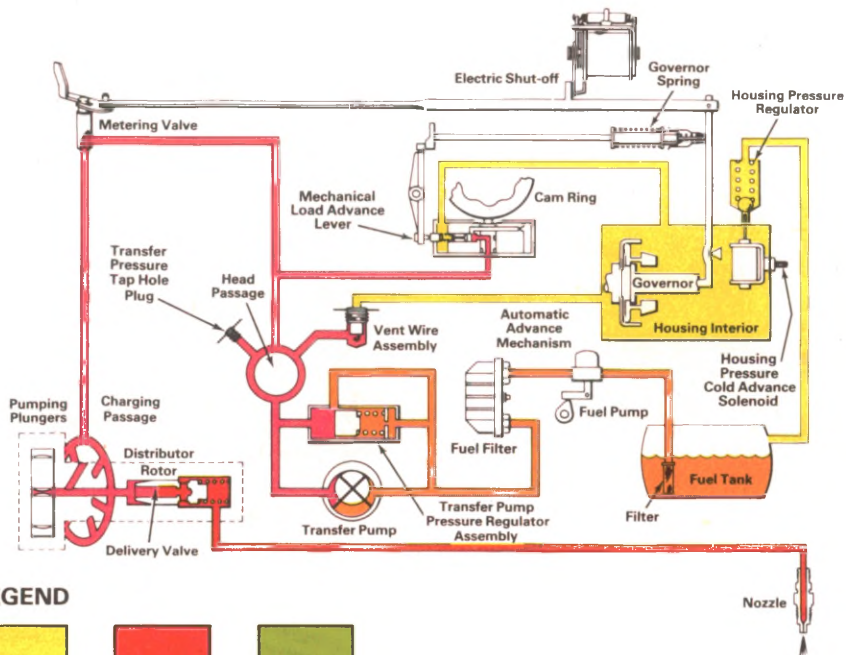 Electric Shut-off
Governor
Spring
Housing Pressure
Regulator
Metering Valve
Mechanical
Load Advance
Lever
Cam Ring
Transfer
Pressure
Tap Hole
Plug
Head
Passage
Governor
Housing Interior
Vent Wire
Assembly
Automatic
Advance
Mechanism
Housing
Pressure
Cold Advance
Solenoid
Pumping
Plungers
Charging
Passage
Fuel Pump
Fuel Filter
Distributor
Rotor
Fuel Tank
Filter
Transfer Pump
Pressure Regulator
Assembly
Transfer Pump
Delivery Valve
Nozzle
GEND